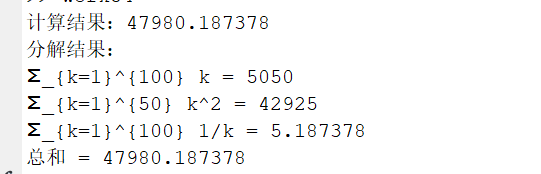 计算结果: 47980.187378
分解结果:
Σ_{k=1}^{100} k = 5050
Σ_{k=1}^{50} k^2 = 42925
Σ_{k=1}^{100} 1/k = 5.187378
总和 = 47980.187378